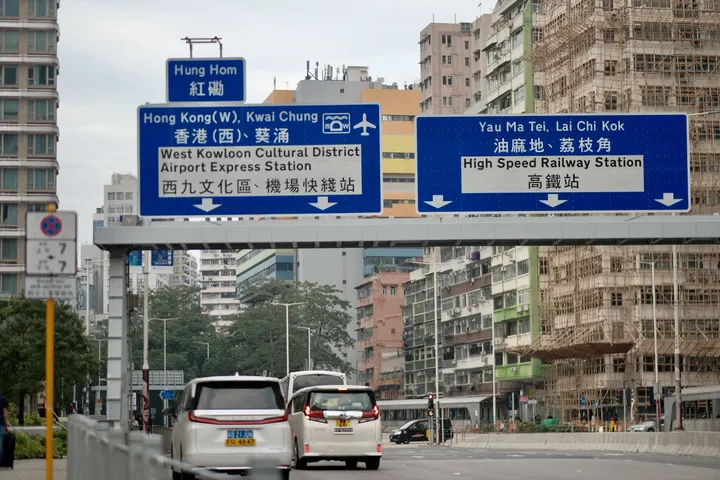 Hung Hom
紅磡
Hong Kong(W), Kwai Chung
香港(西)、葵涌
West Kowloon Cultural District
Airport Express Station
西九文化區、機場快綫站
Yau Ma Tei, Lai Chi Kok
油麻地、荔枝角
High Speed Railway Station
高鐵站
7
7